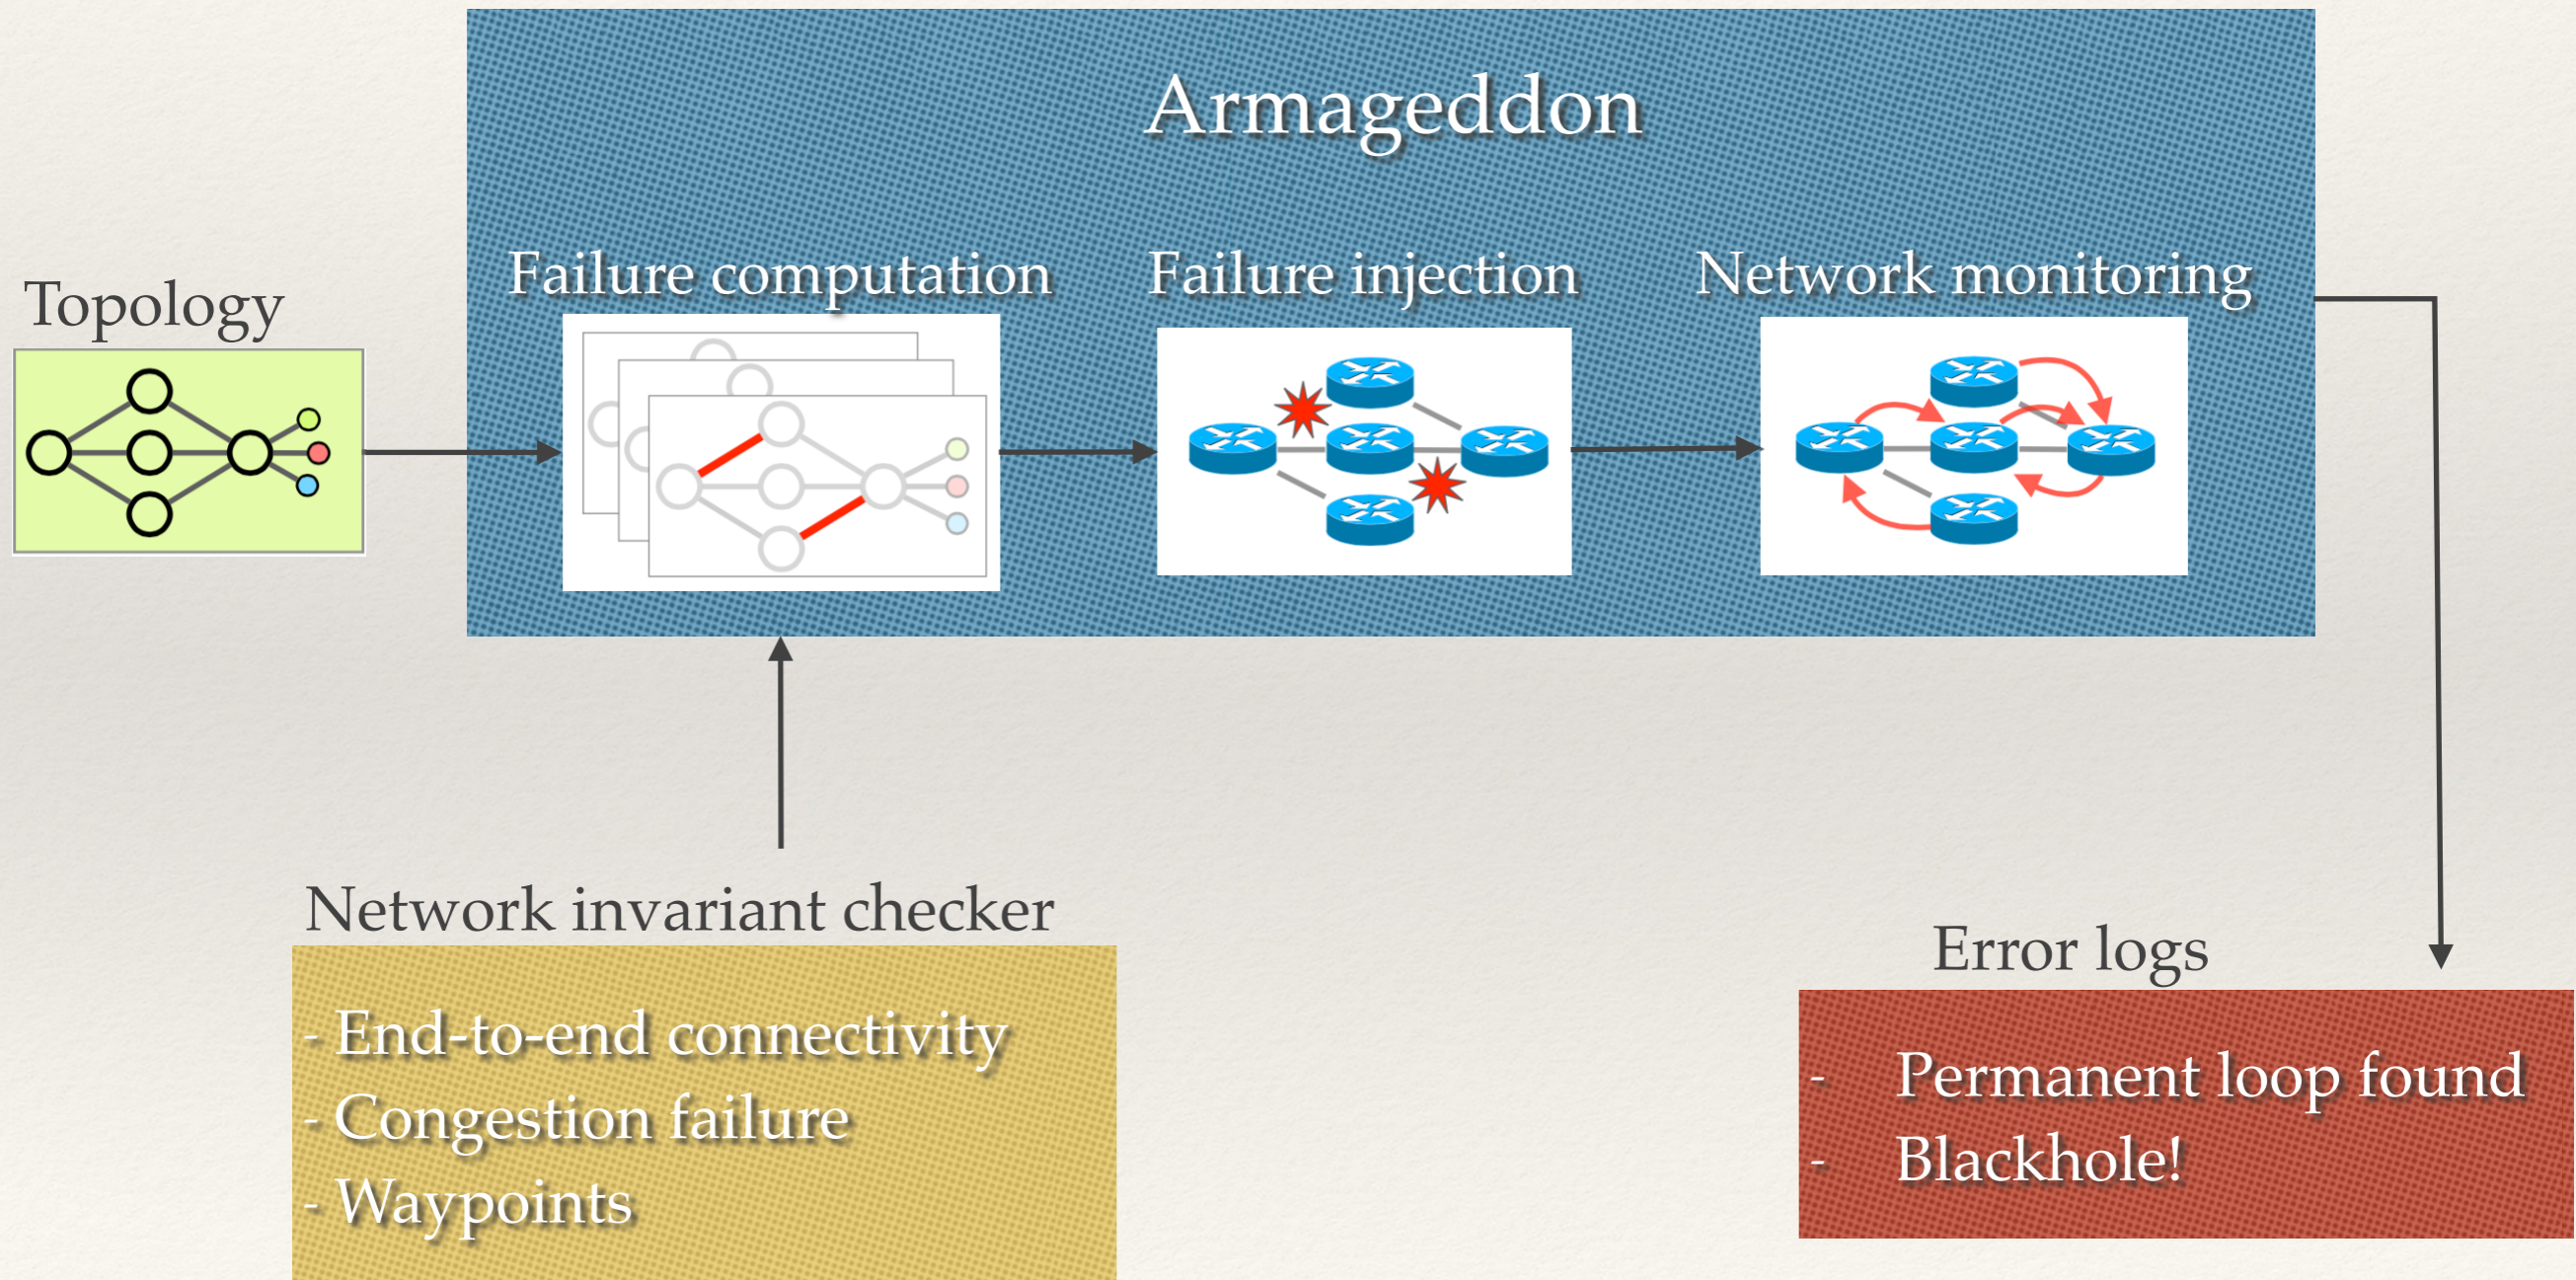 Armageddon
Topology
Failure computation
Failure injection
Network monitoring
Network invariant checker
- End-to-end connectivity
- Congestion failure
- Waypoints
Error logs
- Permanent loop found
- Blackhole!